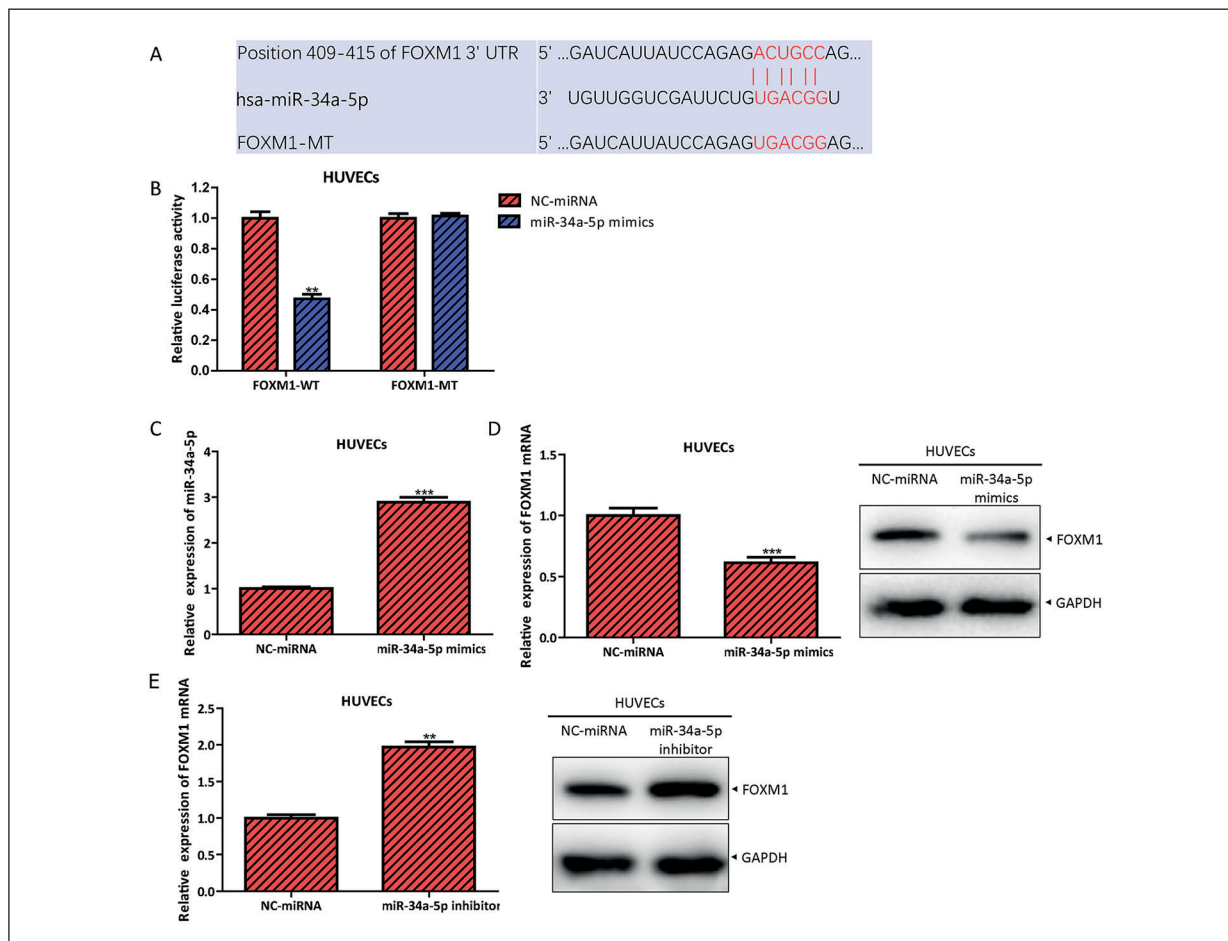 A
Position 409-415 of FOXM1 3' UTR 5' ...GAUCAUUAUCCAGAGACUGCCAG...
hsa-miR-34a-5p 3' UGUUGGUCGAUUCUGUGACGGU
FOXM1-MT 5' ...GAUCAUUAUCCAGAGUGACGGAG...
B
HUVECs
Relative luciferase activity
1.2
1.0
0.8
0.6
0.4
0.2
0.0
**
FOXM1-WT FOXM1-MT
NC-miRNA
miR-34a-5p mimics
C
HUVECs
Relative expression of miR-34a-5p
4
3
2
1
0
***
NC-miRNA miR-34a-5p mimics
D
HUVECs
Relative expression of FOXM1 mRNA
1.5
1.0
0.5
0.0
***
NC-miRNA miR-34a-5p mimics
HUVECs
NC-miRNA miR-34a-5p
mimics
FOXM1
GAPDH
E
HUVECs
Relative expression of FOXM1 mRNA
2.5
2.0
1.5
1.0
0.5
0.0
**
NC-miRNA miR-34a-5p inhibitor
HUVECs
NC-miRNA miR-34a-5p
inhibitor
FOXM1
GAPDH